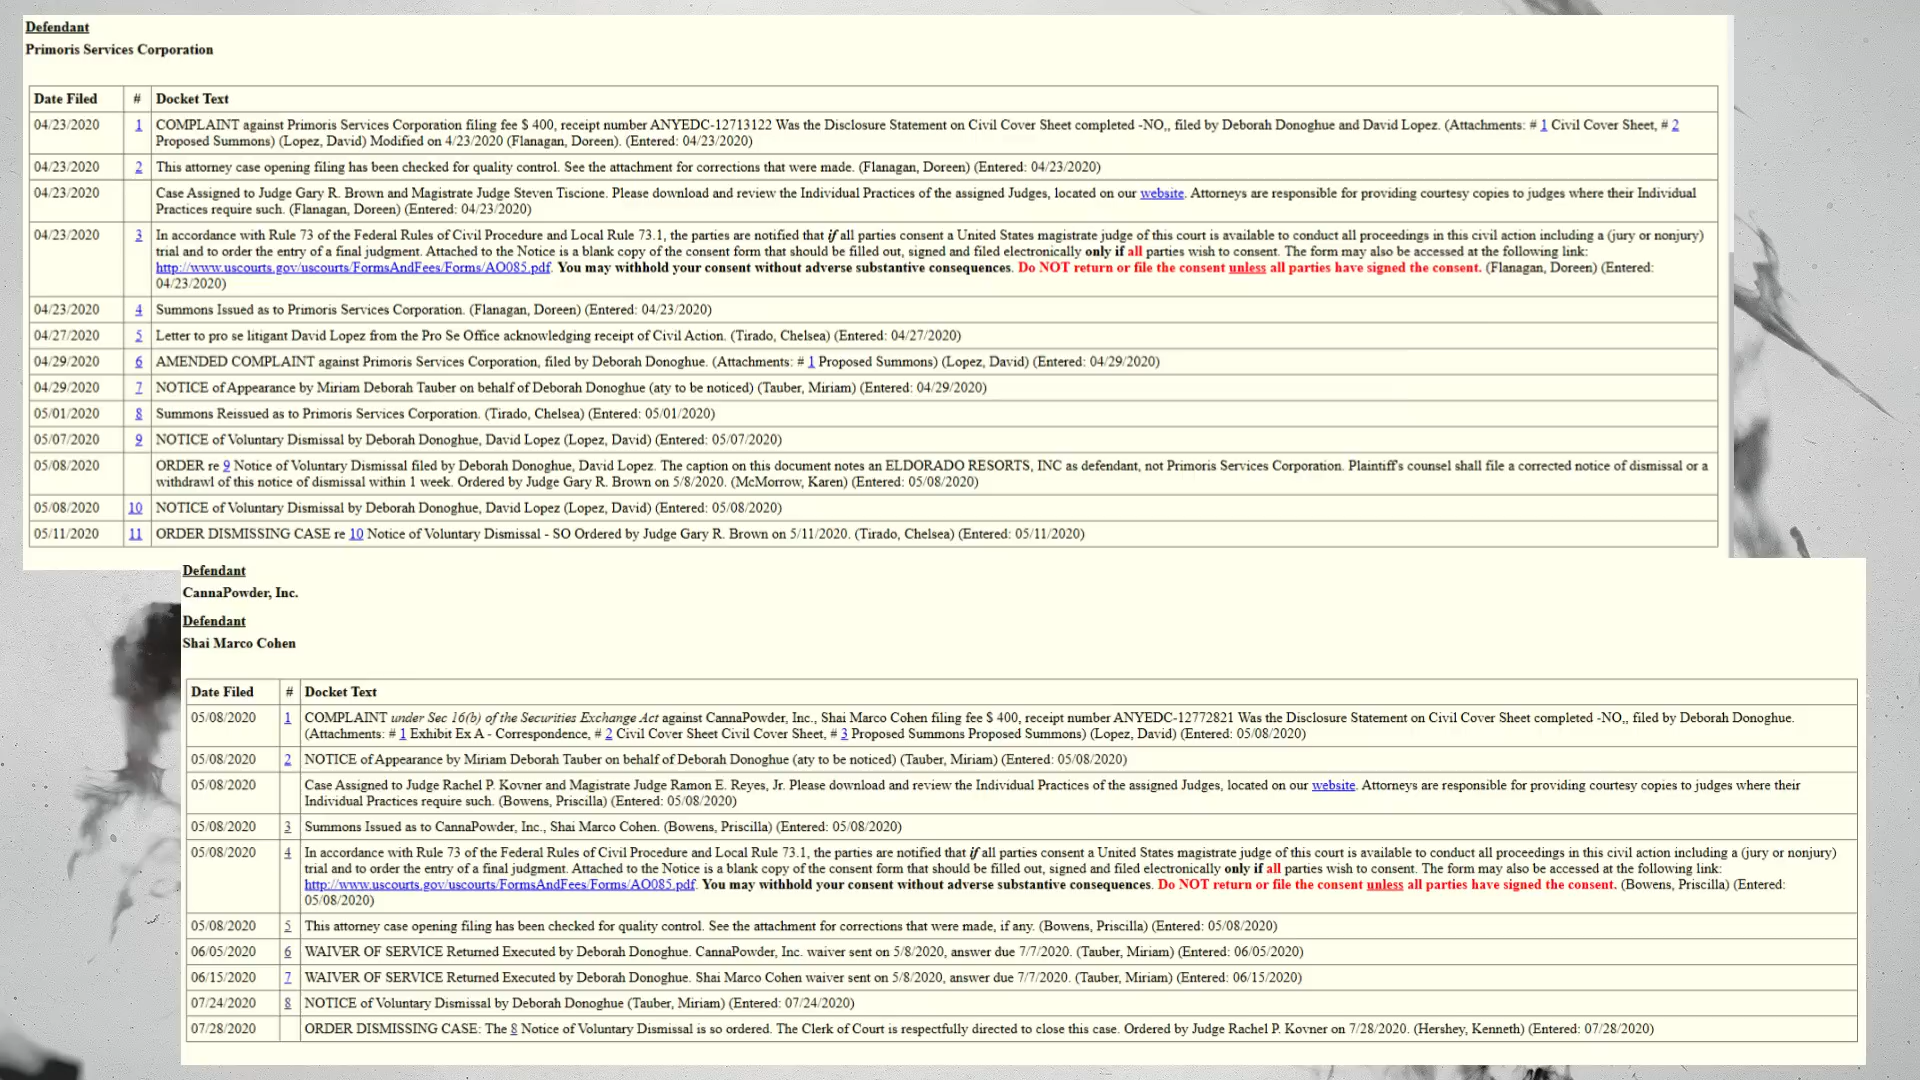 Defendant
Primoris Services Corporation
Date Filed # Docket Text
04/23/2020 1 COMPLAINT against Primoris Services Corporation filing fee $ 400, receipt number ANYEDC-12713122 Was the Disclosure Statement on Civil Cover Sheet completed -NO,, filed by Deborah Donoghue and David Lopez. (Attachments: # 1 Civil Cover Sheet, # 2
Proposed Summons) (Lopez, David) Modified on 4/23/2020 (Flanagan, Doreen). (Entered: 04/23/2020)
04/23/2020 2 This attorney case opening filing has been checked for quality control. See the attachment for corrections that were made. (Flanagan, Doreen) (Entered: 04/23/2020)
04/23/2020 Case Assigned to Judge Gary R. Brown and Magistrate Judge Steven Tiscione. Please download and review the Individual Practices of the assigned Judges, located on our website. Attorneys are responsible for providing courtesy copies to judges where their Individual
Practices require such. (Flanagan, Doreen) (Entered: 04/23/2020)
04/23/2020 3 In accordance with Rule 73 of the Federal Rules of Civil Procedure and Local Rule 73.1, the parties are notified that if all parties consent a United States magistrate judge of this court is available to conduct all proceedings in this civil action including a (jury or nonjury)
trial and to order the entry of a final judgment. Attached to the Notice is a blank copy of the consent form that should be filled out, signed and filed electronically only if all parties wish to consent. The form may also be accessed at the following link:
http://www.uscourts.gov/uscourts/FormsAndFees/Forms/AO085.pdf. You may withhold your consent without adverse substantive consequences. Do NOT return or file the consent unless all parties have signed the consent. (Flanagan, Doreen) (Entered:
04/23/2020)
04/23/2020 4 Summons Issued as to Primoris Services Corporation. (Flanagan, Doreen) (Entered: 04/23/2020)
04/27/2020 5 Letter to pro se litigant David Lopez from the Pro Se Office acknowledging receipt of Civil Action. (Tirado, Chelsea) (Entered: 04/27/2020)
04/29/2020 6 AMENDED COMPLAINT against Primoris Services Corporation, filed by Deborah Donoghue. (Attachments: # 1 Proposed Summons) (Lopez, David) (Entered: 04/29/2020)
04/29/2020 7 NOTICE of Appearance by Miriam Deborah Tauber on behalf of Deborah Donoghue (aty to be noticed) (Tauber, Miriam) (Entered: 04/29/2020)
05/01/2020 8 Summons Reissued as to Primoris Services Corporation. (Tirado, Chelsea) (Entered: 05/01/2020)
05/07/2020 9 NOTICE of Voluntary Dismissal by Deborah Donoghue, David Lopez (Lopez, David) (Entered: 05/07/2020)
05/08/2020 ORDER re 9 Notice of Voluntary Dismissal filed by Deborah Donoghue, David Lopez. The caption on this document notes an ELDORADO RESORTS, INC as defendant, not Primoris Services Corporation. Plaintiff's counsel shall file a corrected notice of dismissal or a
withdrawl of this notice of dismissal within 1 week. Ordered by Judge Gary R. Brown on 5/8/2020. (McMorrow, Karen) (Entered: 05/08/2020)
05/08/2020 10 NOTICE of Voluntary Dismissal by Deborah Donoghue, David Lopez (Lopez, David) (Entered: 05/08/2020)
05/11/2020 11 ORDER DISMISSING CASE re 10 Notice of Voluntary Dismissal - SO Ordered by Judge Gary R. Brown on 5/11/2020. (Tirado, Chelsea) (Entered: 05/11/2020)
Defendant
CannaPowder, Inc.
Defendant
Shai Marco Cohen
Date Filed # Docket Text
05/08/2020 1 COMPLAINT under Sec 16(b) of the Securities Exchange Act against CannaPowder, Inc., Shai Marco Cohen filing fee $ 400, receipt number ANYEDC-12772821 Was the Disclosure Statement on Civil Cover Sheet completed -NO,, filed by Deborah Donoghue.
(Attachments: # 1 Exhibit Ex A - Correspondence, # 2 Civil Cover Sheet Civil Cover Sheet, # 3 Proposed Summons Proposed Summons) (Lopez, David) (Entered: 05/08/2020)
05/08/2020 2 NOTICE of Appearance by Miriam Deborah Tauber on behalf of Deborah Donoghue (aty to be noticed) (Tauber, Miriam) (Entered: 05/08/2020)
05/08/2020 Case Assigned to Judge Rachel P. Kovner and Magistrate Judge Ramon E. Reyes, Jr. Please download and review the Individual Practices of the assigned Judges, located on our website. Attorneys are responsible for providing courtesy copies to judges where their
Individual Practices require such. (Bowens, Priscilla) (Entered: 05/08/2020)
05/08/2020 3 Summons Issued as to CannaPowder, Inc., Shai Marco Cohen. (Bowens, Priscilla) (Entered: 05/08/2020)
05/08/2020 4 In accordance with Rule 73 of the Federal Rules of Civil Procedure and Local Rule 73.1, the parties are notified that if all parties consent a United States magistrate judge of this court is available to conduct all proceedings in this civil action including a (jury or nonjury)
trial and to order the entry of a final judgment. Attached to the Notice is a blank copy of the consent form that should be filled out, signed and filed electronically only if all parties wish to consent. The form may also be accessed at the following link:
http://www.uscourts.gov/uscourts/FormsAndFees/Forms/AO085.pdf. You may withhold your consent without adverse substantive consequences. Do NOT return or file the consent unless all parties have signed the consent. (Bowens, Priscilla) (Entered:
05/08/2020)
05/08/2020 5 This attorney case opening filing has been checked for quality control. See the attachment for corrections that were made, if any. (Bowens, Priscilla) (Entered: 05/08/2020)
06/05/2020 6 WAIVER OF SERVICE Returned Executed by Deborah Donoghue. CannaPowder, Inc. waiver sent on 5/8/2020, answer due 7/7/2020. (Tauber, Miriam) (Entered: 06/05/2020)
06/15/2020 7 WAIVER OF SERVICE Returned Executed by Deborah Donoghue. Shai Marco Cohen waiver sent on 5/8/2020, answer due 7/7/2020. (Tauber, Miriam) (Entered: 06/15/2020)
07/24/2020 8 NOTICE of Voluntary Dismissal by Deborah Donoghue (Tauber, Miriam) (Entered: 07/24/2020)
07/28/2020 ORDER DISMISSING CASE: The 8 Notice of Voluntary Dismissal is so ordered. The Clerk of Court is respectfully directed to close this case. Ordered by Judge Rachel P. Kovner on 7/28/2020. (Hershey, Kenneth) (Entered: 07/28/2020)